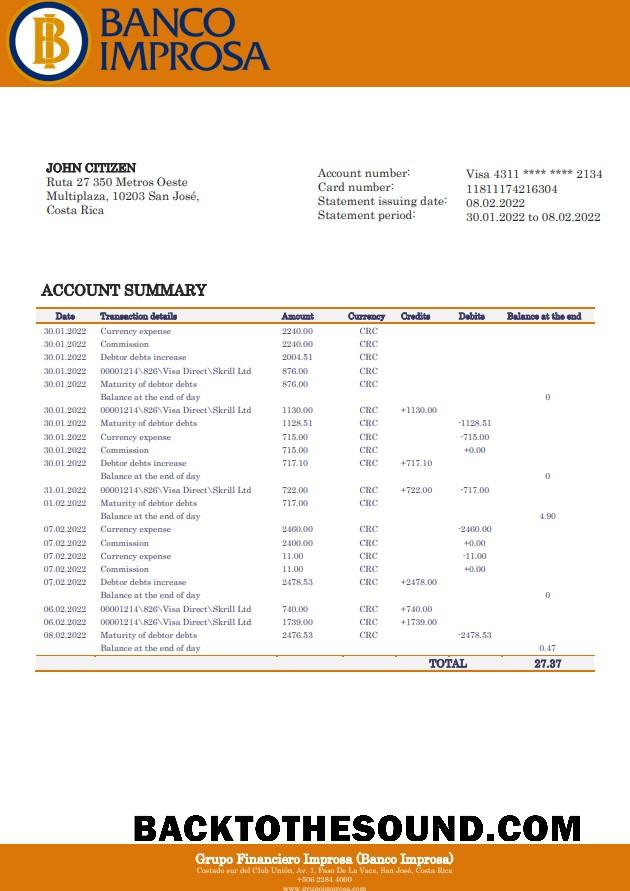 BANCO
IMPROSA
JOHN CITIZEN
Ruta 27 350 Metros Oeste
Multiplaza, 10203 San José,
Costa Rica
Account number: Visa 4311 **** **** 2134
Card number: 11811174216304
Statement issuing date: 08.02.2022
Statement period: 30.01.2022 to 08.02.2022
ACCOUNT SUMMARY
Date Transaction details Amount Currency Credits Debits Balance at the end
30.01.2022 Currency expense 2240.00 CRC
30.01.2022 Commission 2240.00 CRC
30.01.2022 Debtor debts increase 2004.51 CRC
30.01.2022 00001214\826\Visa Direct\Skrill Ltd 876.00 CRC
30.01.2022 Maturity of debtor debts 876.00 CRC
Balance at the end of day 0
30.01.2022 00001214\826\Visa Direct\Skrill Ltd 1130.00 CRC +1130.00
30.01.2022 Maturity of debtor debts 1128.51 CRC -1128.51
30.01.2022 Currency expense 715.00 CRC -715.00
30.01.2022 Commission 715.00 CRC +0.00
30.01.2022 Debtor debts increase 717.10 CRC +717.10
Balance at the end of day 0
31.01.2022 00001214\826\Visa Direct\Skrill Ltd 722.00 CRC +722.00 -717.00
01.02.2022 Maturity of debtor debts 717.00 CRC
Balance at the end of day 4.90
07.02.2022 Currency expense 2460.00 CRC -2460.00
07.02.2022 Commission 2400.00 CRC +0.00
07.02.2022 Currency expense 11.00 CRC -11.00
07.02.2022 Commission 11.00 CRC +0.00
07.02.2022 Debtor debts increase 2478.53 CRC +2478.00
Balance at the end of day 0
06.02.2022 00001214\826\Visa Direct\Skrill Ltd 740.00 CRC +740.00
06.02.2022 00001214\826\Visa Direct\Skrill Ltd 1739.00 CRC +1739.00
08.02.2022 Maturity of debtor debts 2476.53 CRC -2478.53
Balance at the end of day 0.47
TOTAL 27.37
BACKTOTHESOUND.COM
Grupo Financiero Improsa (Banco Improsa)
Costade sur del Club Unión, Av. 1, Paso De La Vaca, San José, Costa Rica
+506 2284 4000
www.grupoimprosa.com